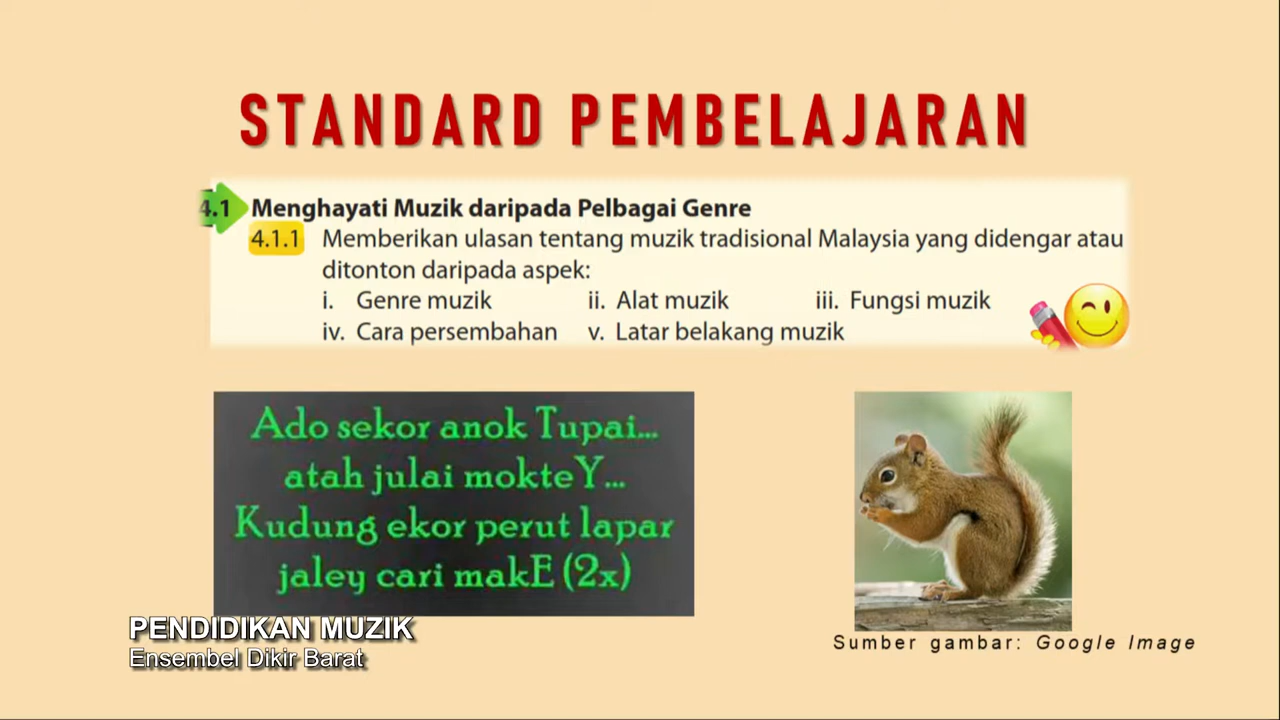 STANDARD PEMBELAJARAN
4.1 Menghayati Muzik daripada Pelbagai Genre
4.1.1 Memberikan ulasan tentang muzik tradisional Malaysia yang didengar atau
ditonton daripada aspek:
i. Genre muzik ii. Alat muzik iii. Fungsi muzik
iv. Cara persembahan v. Latar belakang muzik
Ado sekor anok Tupai...
atah julai mokteY...
Kudung ekor perut lapar
jaley cari makE (2x)
PENDIDIKAN MUZIK
Ensembel Dikir Barat
Sumber gambar: Google Image